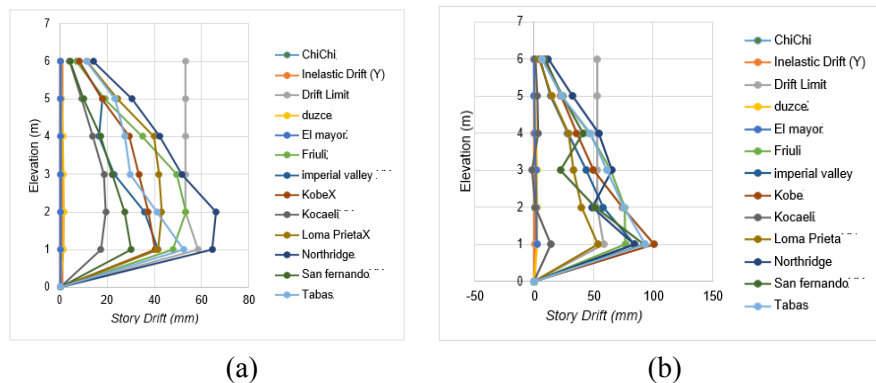 7
6
5
4
3
2
1
0
Elevation (m)
0 20 40 60 80
Story Drift (mm)
ChiChi
Inelastic Drift (Y)
Drift Limit
duzce
El mayor
Friuli
imperial valley
KobeX
Kocaeli
Loma PrietaX
Northridge
San fernando
Tabas
(a)
7
6
5
4
3
2
1
0
Elevation (m)
-50 0 50 100 150
Story Drift (mm)
ChiChi
Inelastic Drift (Y)
Drift Limit
duzce
El mayor
Friuli
imperial valley
Kobe
Kocaeli
Loma Prieta
Northridge
San fernando
Tabas
(b)